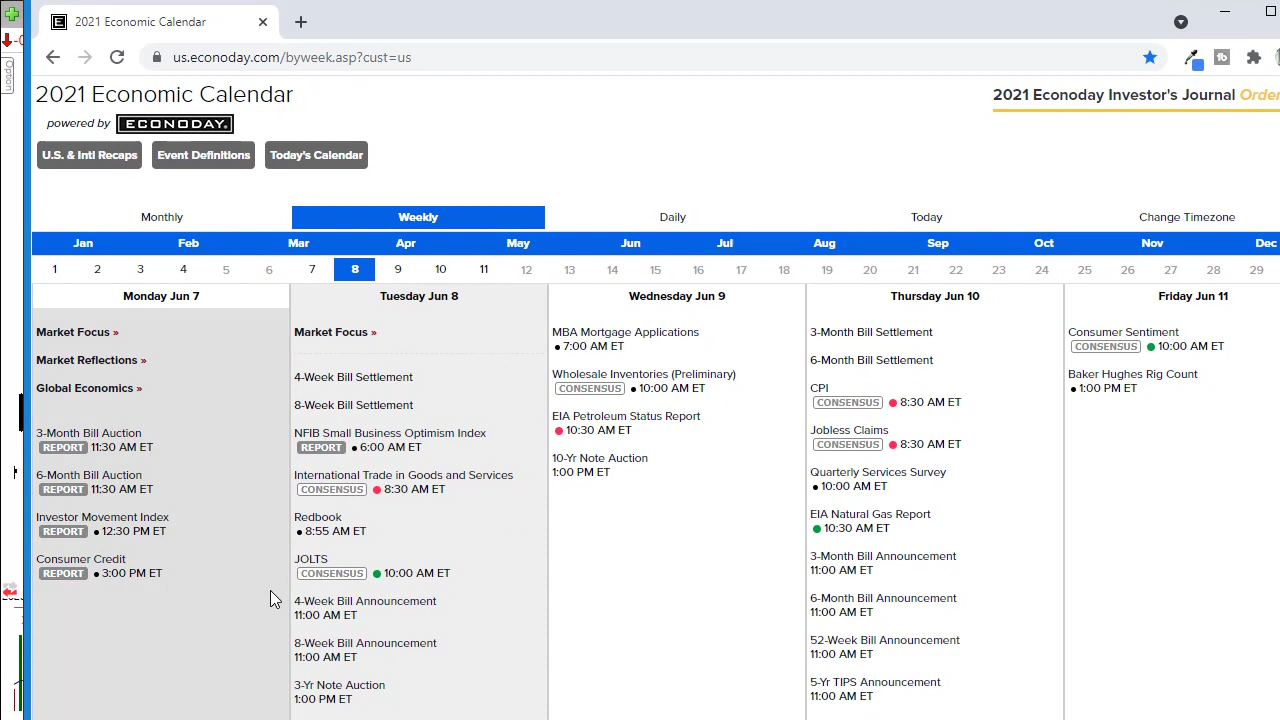 2021 Economic Calendar
us.econoday.com/byweek.asp?cust=us
Option
2021 Economic Calendar
powered by ECONODAY
2021 Econoday Investor's Journal Order
U.S. & Intl Recaps Event Definitions Today's Calendar
Monthly Weekly Daily Today Change Timezone
Jan Feb Mar Apr May Jun Jul Aug Sep Oct Nov Dec
1 2 3 4 5 6 7 8 9 10 11 12 13 14 15 16 17 18 19 20 21 22 23 24 25 26 27 28 29
Monday Jun 7
Market Focus »
Market Reflections »
Global Economics »
3-Month Bill Auction
REPORT 11:30 AM ET
6-Month Bill Auction
REPORT 11:30 AM ET
Investor Movement Index
REPORT 12:30 PM ET
Consumer Credit
REPORT 3:00 PM ET
Tuesday Jun 8
Market Focus »
4-Week Bill Settlement
8-Week Bill Settlement
NFIB Small Business Optimism Index
REPORT 6:00 AM ET
International Trade in Goods and Services
CONSENSUS 8:30 AM ET
Redbook
8:55 AM ET
JOLTS
CONSENSUS 10:00 AM ET
4-Week Bill Announcement
11:00 AM ET
8-Week Bill Announcement
11:00 AM ET
3-Yr Note Auction
1:00 PM ET
Wednesday Jun 9
MBA Mortgage Applications
7:00 AM ET
Wholesale Inventories (Preliminary)
CONSENSUS 10:00 AM ET
EIA Petroleum Status Report
10:30 AM ET
10-Yr Note Auction
1:00 PM ET
Thursday Jun 10
3-Month Bill Settlement
6-Month Bill Settlement
CPI
CONSENSUS 8:30 AM ET
Jobless Claims
CONSENSUS 8:30 AM ET
Quarterly Services Survey
10:00 AM ET
EIA Natural Gas Report
10:30 AM ET
3-Month Bill Announcement
11:00 AM ET
6-Month Bill Announcement
11:00 AM ET
52-Week Bill Announcement
11:00 AM ET
5-Yr TIPS Announcement
11:00 AM ET
Friday Jun 11
Consumer Sentiment
CONSENSUS 10:00 AM ET
Baker Hughes Rig Count
1:00 PM ET